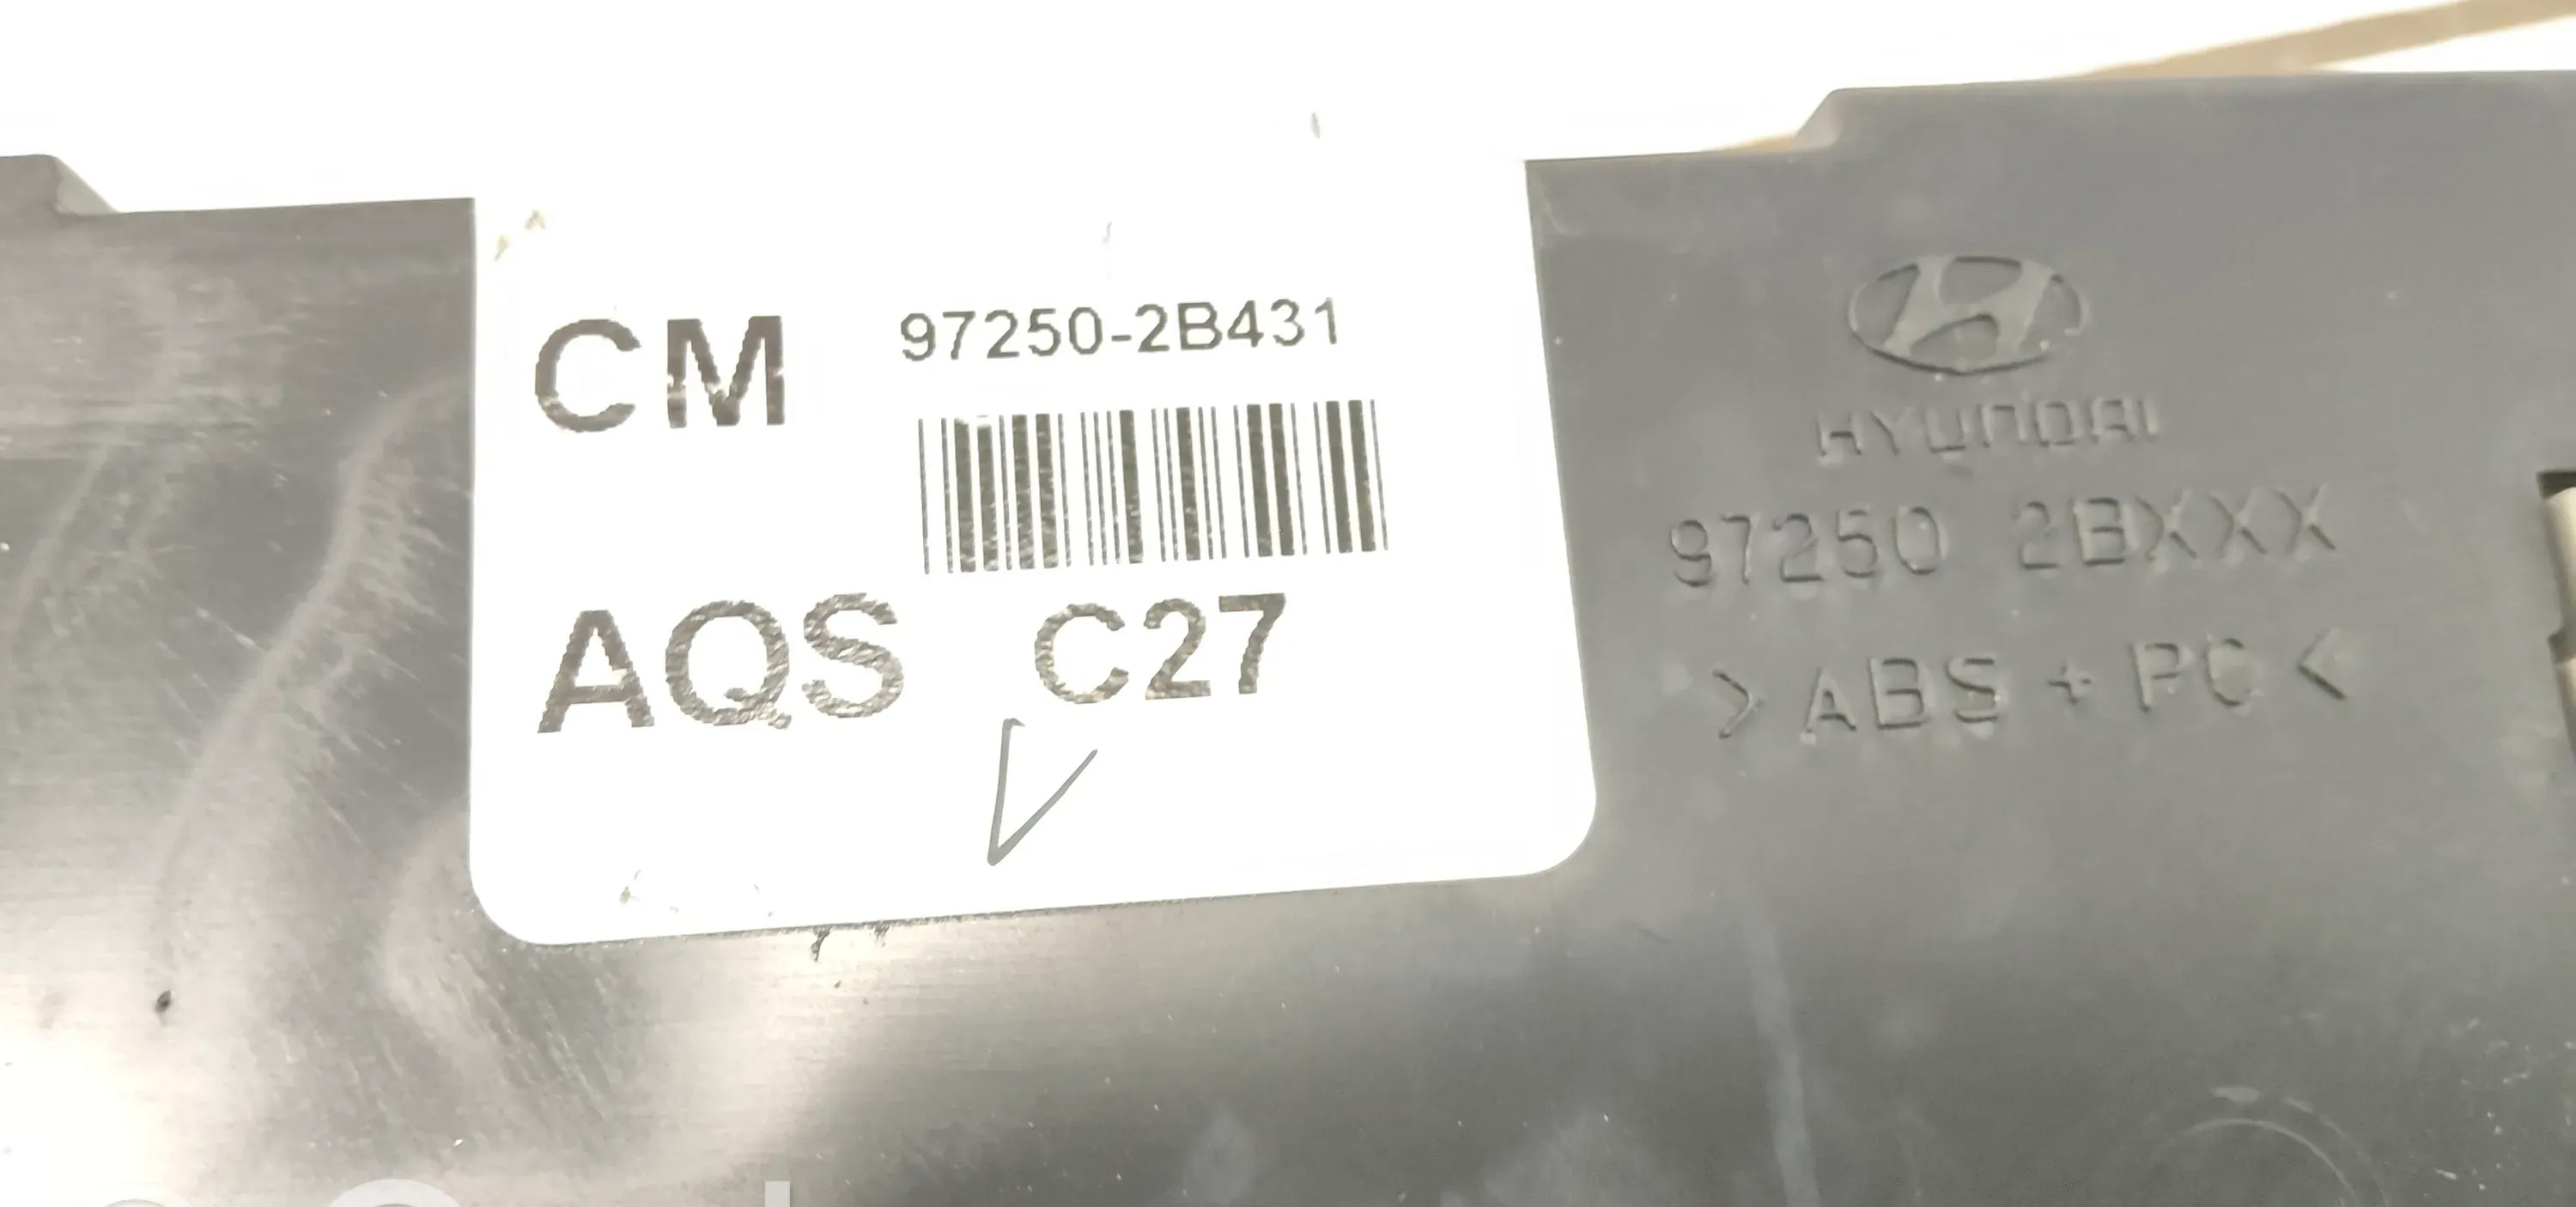 CM 97250-2B431
AQS C27
HYUNDAI
97250 2BXXX
>ABS+PC<